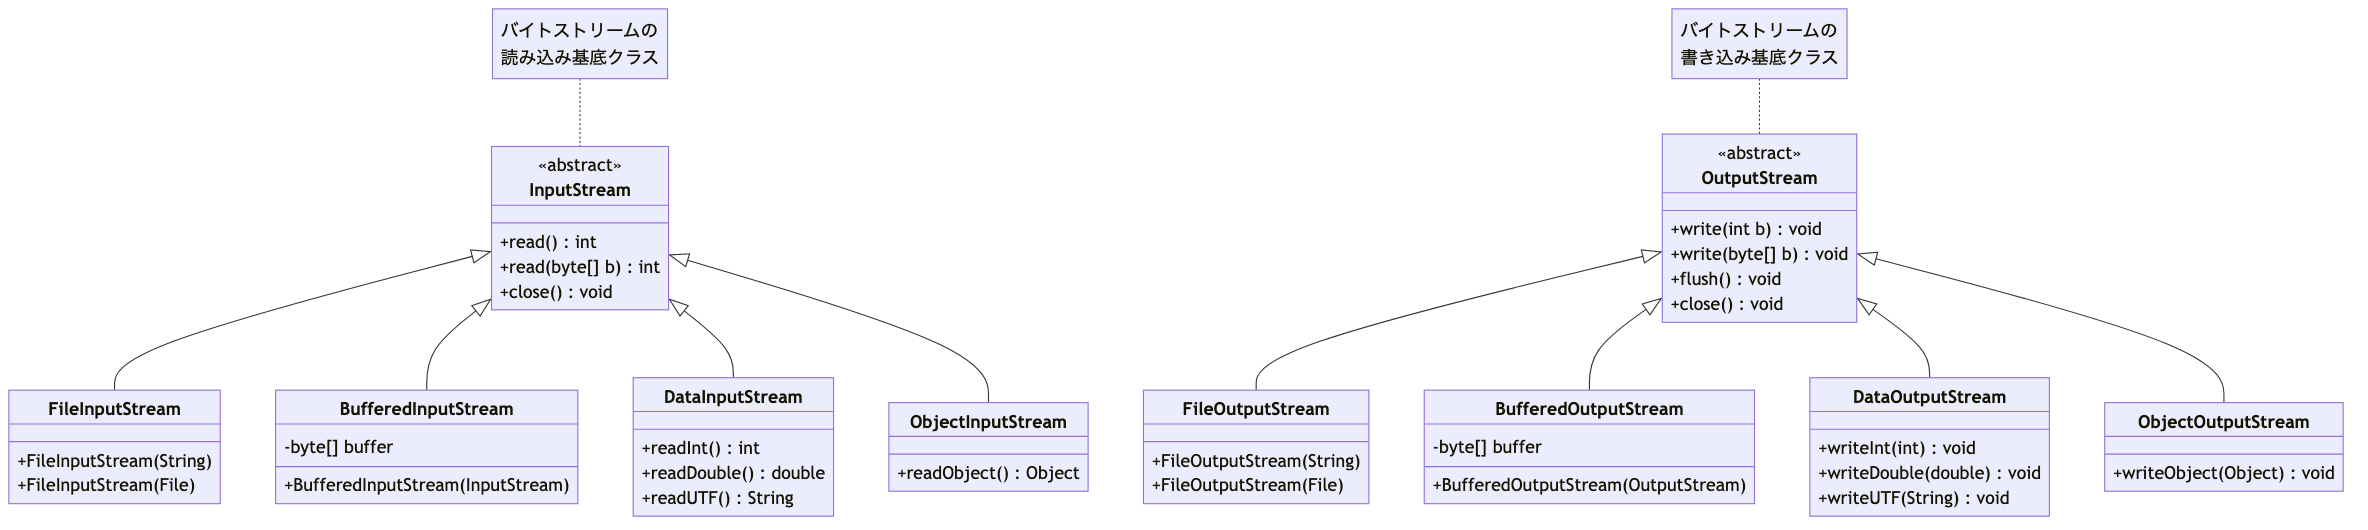 バイトストリームの
読み込み基底クラス
«abstract»
InputStream
+read() : int
+read(byte[] b) : int
+close() : void
FileInputStream
+FileInputStream(String)
+FileInputStream(File)
BufferedInputStream
-byte[] buffer
+BufferedInputStream(InputStream)
DataInputStream
+readInt() : int
+readDouble() : double
+readUTF() : String
ObjectInputStream
+readObject() : Object
バイトストリームの
書き込み基底クラス
«abstract»
OutputStream
+write(int b) : void
+write(byte[] b) : void
+flush() : void
+close() : void
FileOutputStream
+FileOutputStream(String)
+FileOutputStream(File)
BufferedOutputStream
-byte[] buffer
+BufferedOutputStream(OutputStream)
DataOutputStream
+writeInt(int) : void
+writeDouble(double) : void
+writeUTF(String) : void
ObjectOutputStream
+writeObject(Object) : void